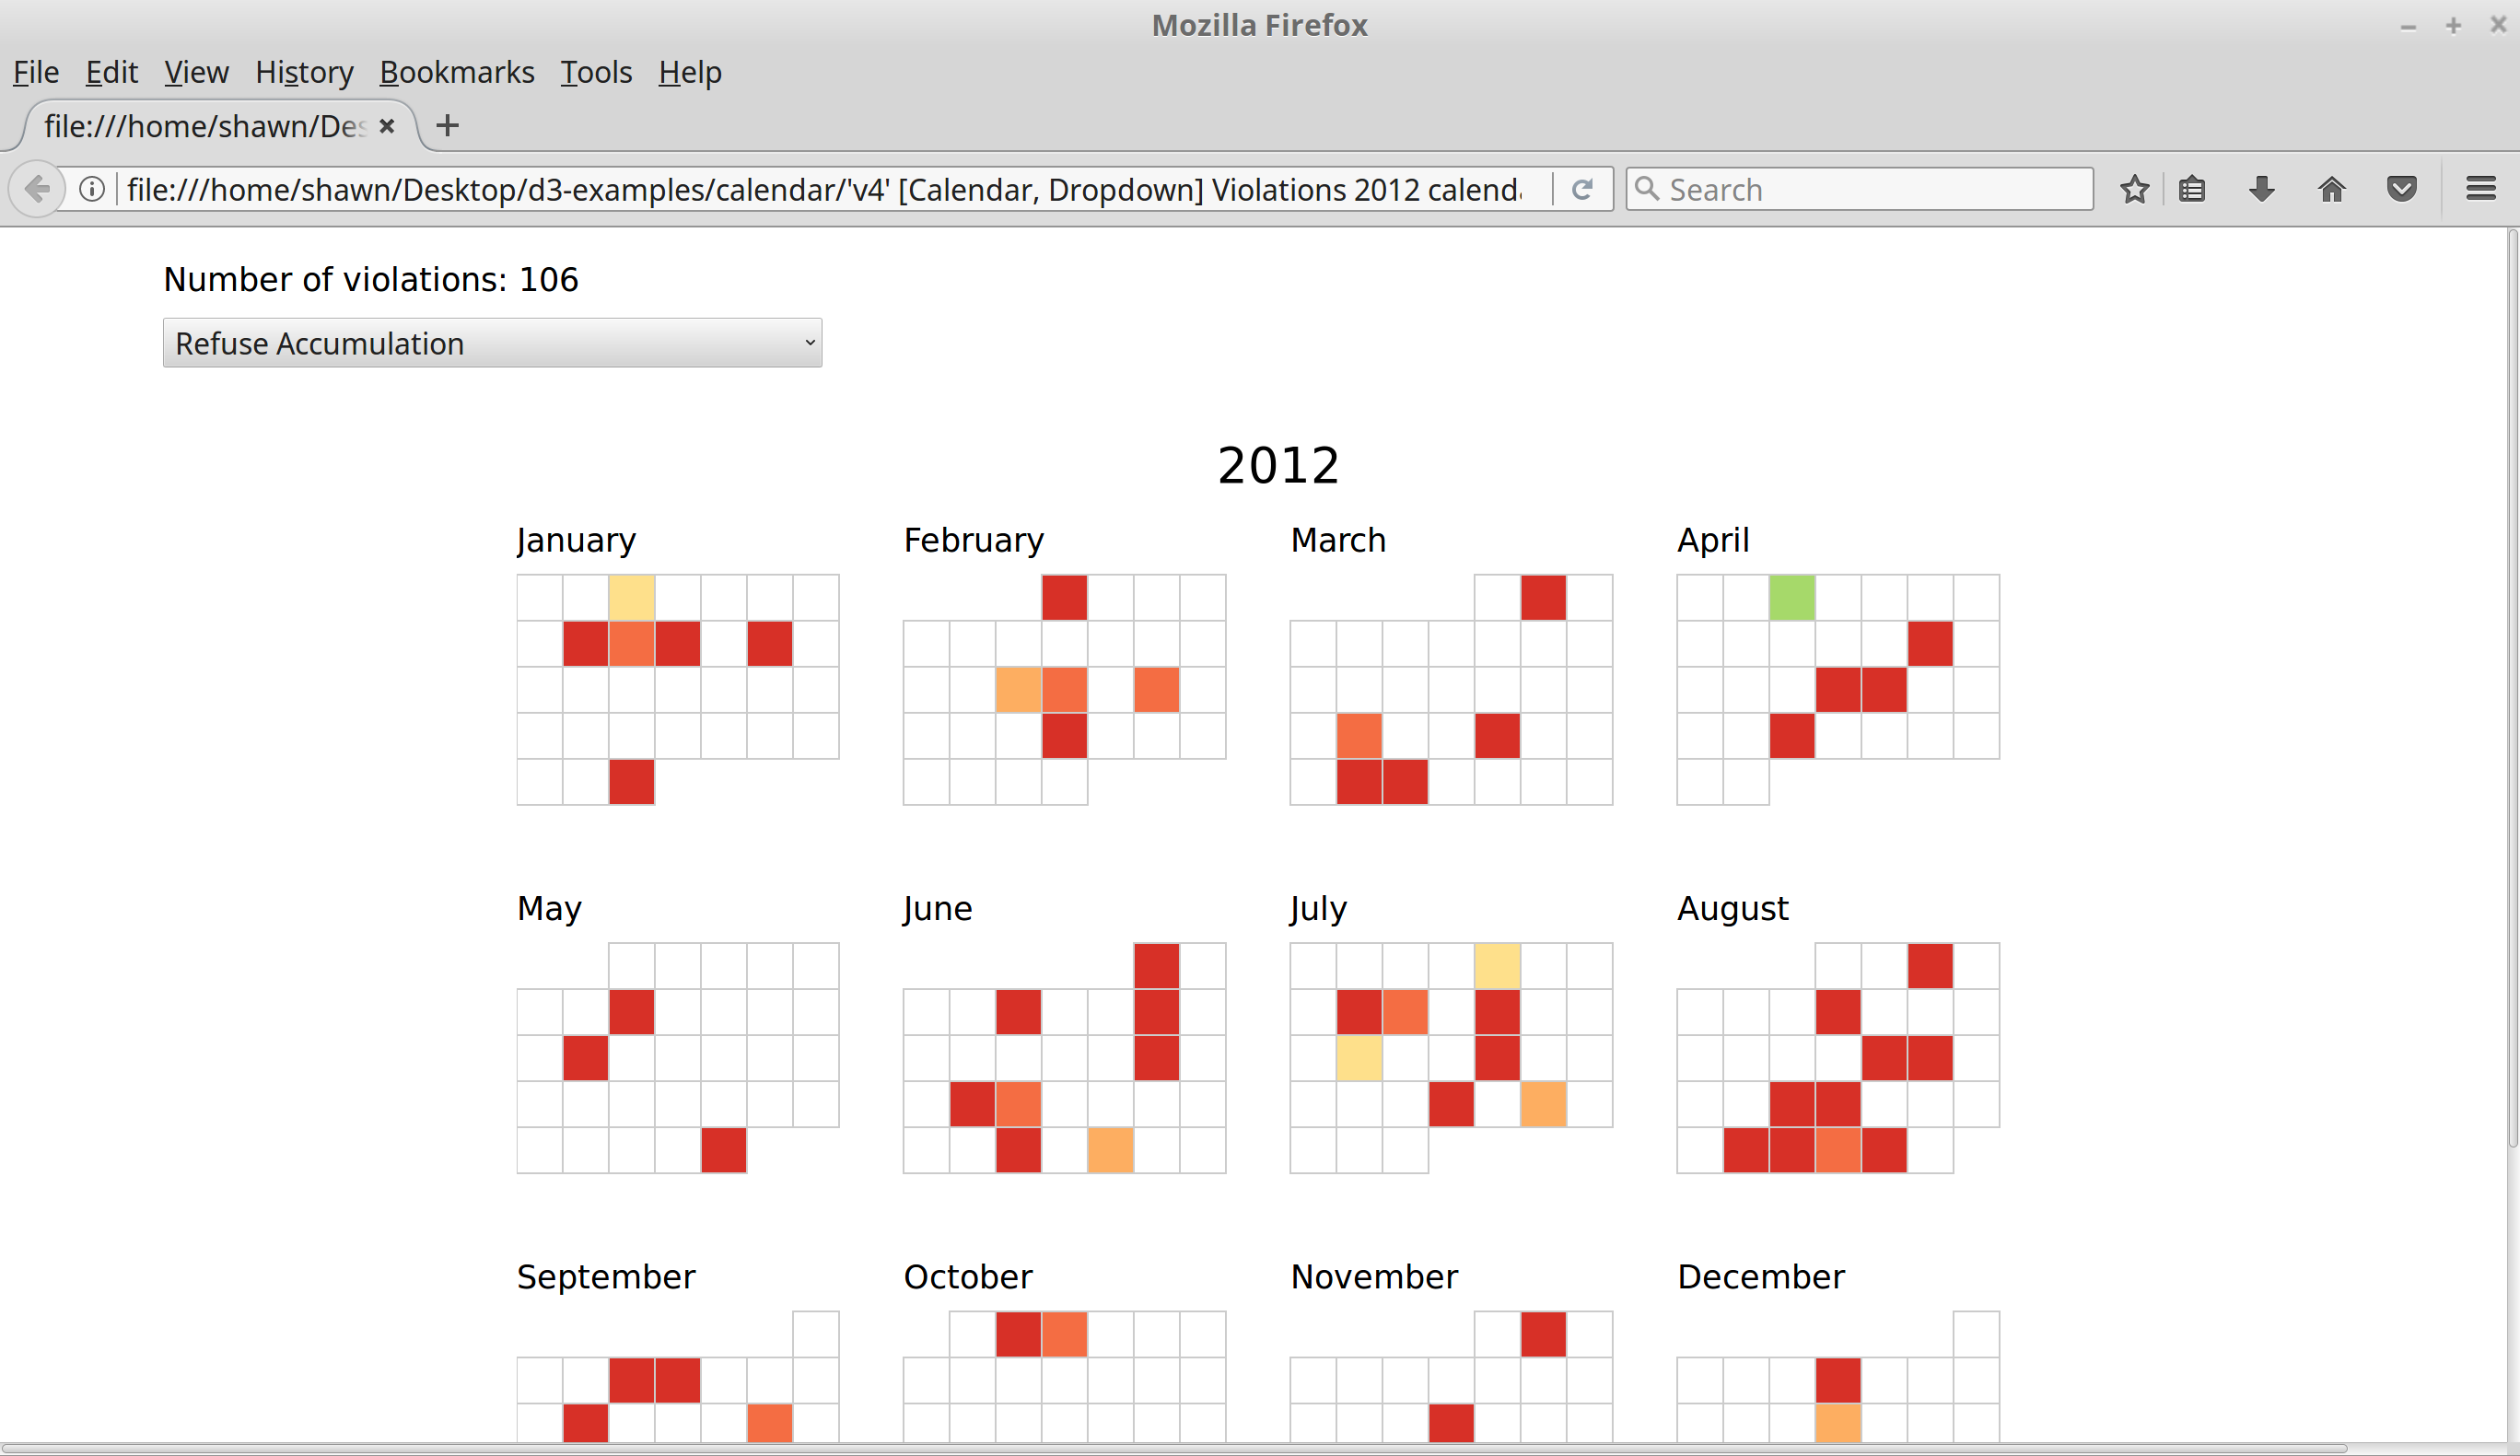 Mozilla Firefox
File Edit View History Bookmarks Tools Help
file:///home/shawn/Des
file:///home/shawn/Desktop/d3-examples/calendar/'v4' [Calendar, Dropdown] Violations 2012 calend
Search
Number of violations: 106
Refuse Accumulation
2012
January February March April
May June July August
September October November December